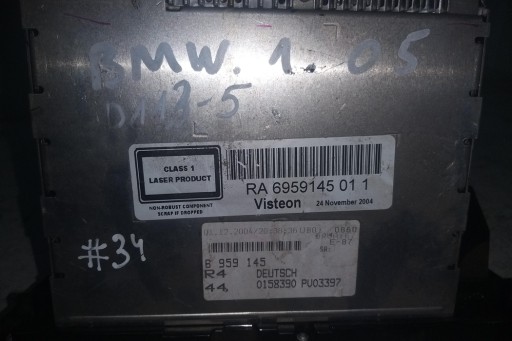 BMW. 1. 05
CLASS 1
LASER PRODUCT
NON-ROBUST COMPONENT
SCRAP IF DROPPED
RA 6959145 01 1
Visteon 24 November 2004
#34
6 959 145
R4 DEUTSCH
44 0158390 PV03397